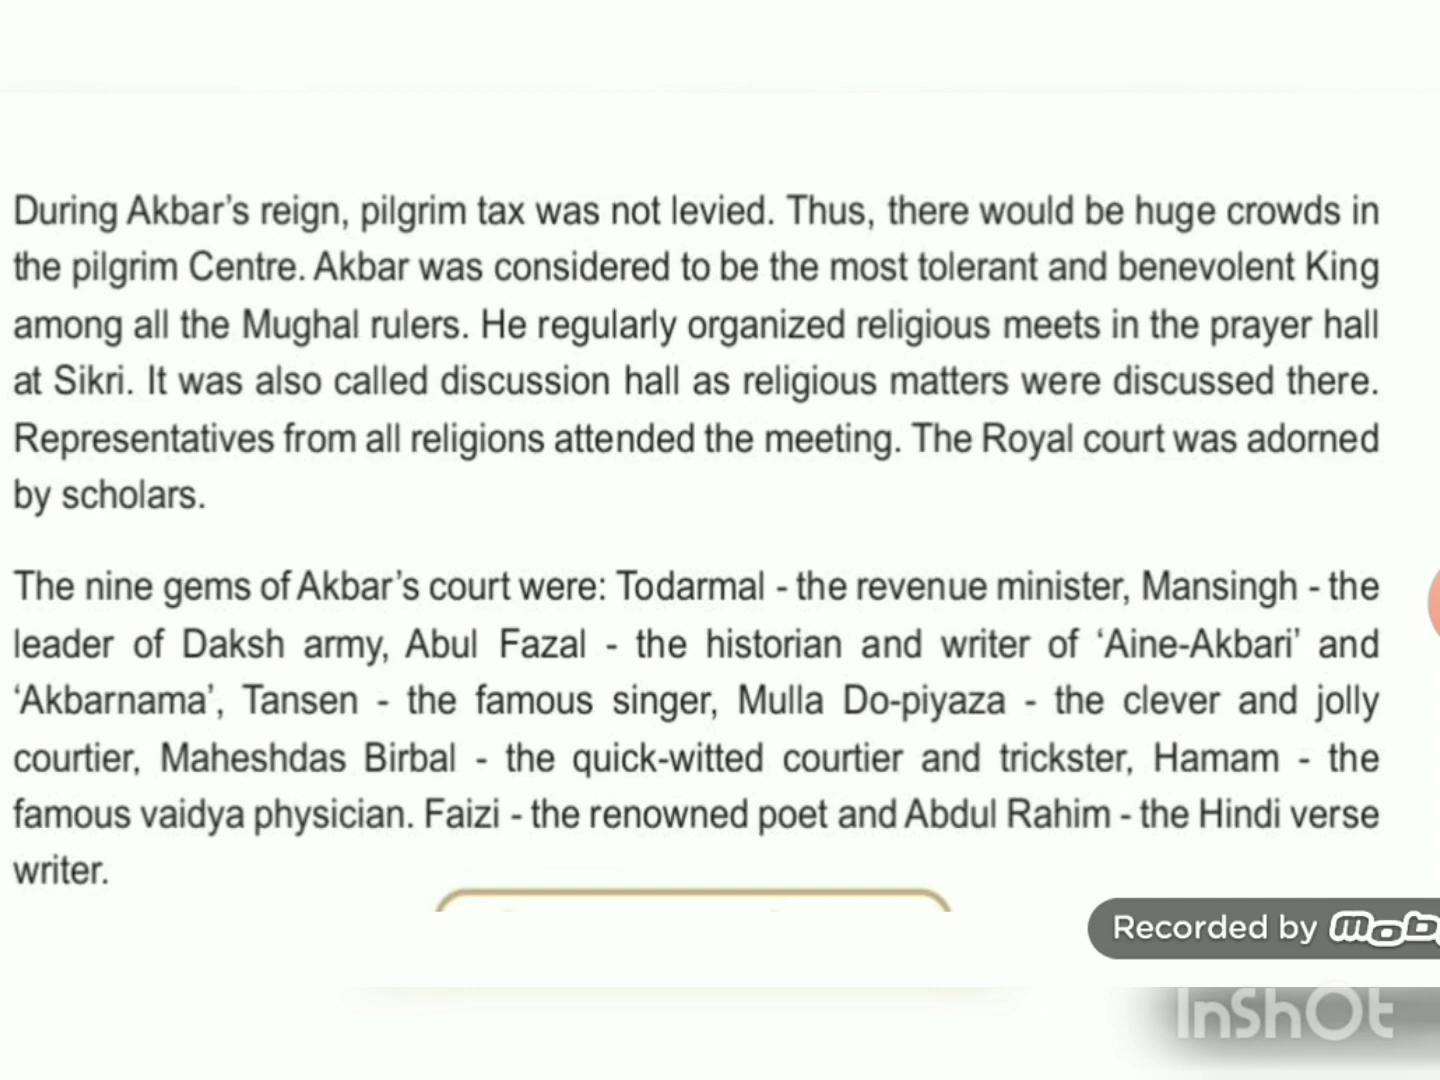 During Akbar’s reign, pilgrim tax was not levied. Thus, there would be huge crowds in
the pilgrim Centre. Akbar was considered to be the most tolerant and benevolent King
among all the Mughal rulers. He regularly organized religious meets in the prayer hall
at Sikri. It was also called discussion hall as religious matters were discussed there.
Representatives from all religions attended the meeting. The Royal court was adorned
by scholars.
The nine gems of Akbar’s court were: Todarmal - the revenue minister, Mansingh - the
leader of Daksh army, Abul Fazal - the historian and writer of ‘Aine-Akbari’ and
‘Akbarnama’, Tansen - the famous singer, Mulla Do-piyaza - the clever and jolly
courtier, Maheshdas Birbal - the quick-witted courtier and trickster, Hamam - the
famous vaidya physician. Faizi - the renowned poet and Abdul Rahim - the Hindi verse
writer.
Recorded by
InShOt